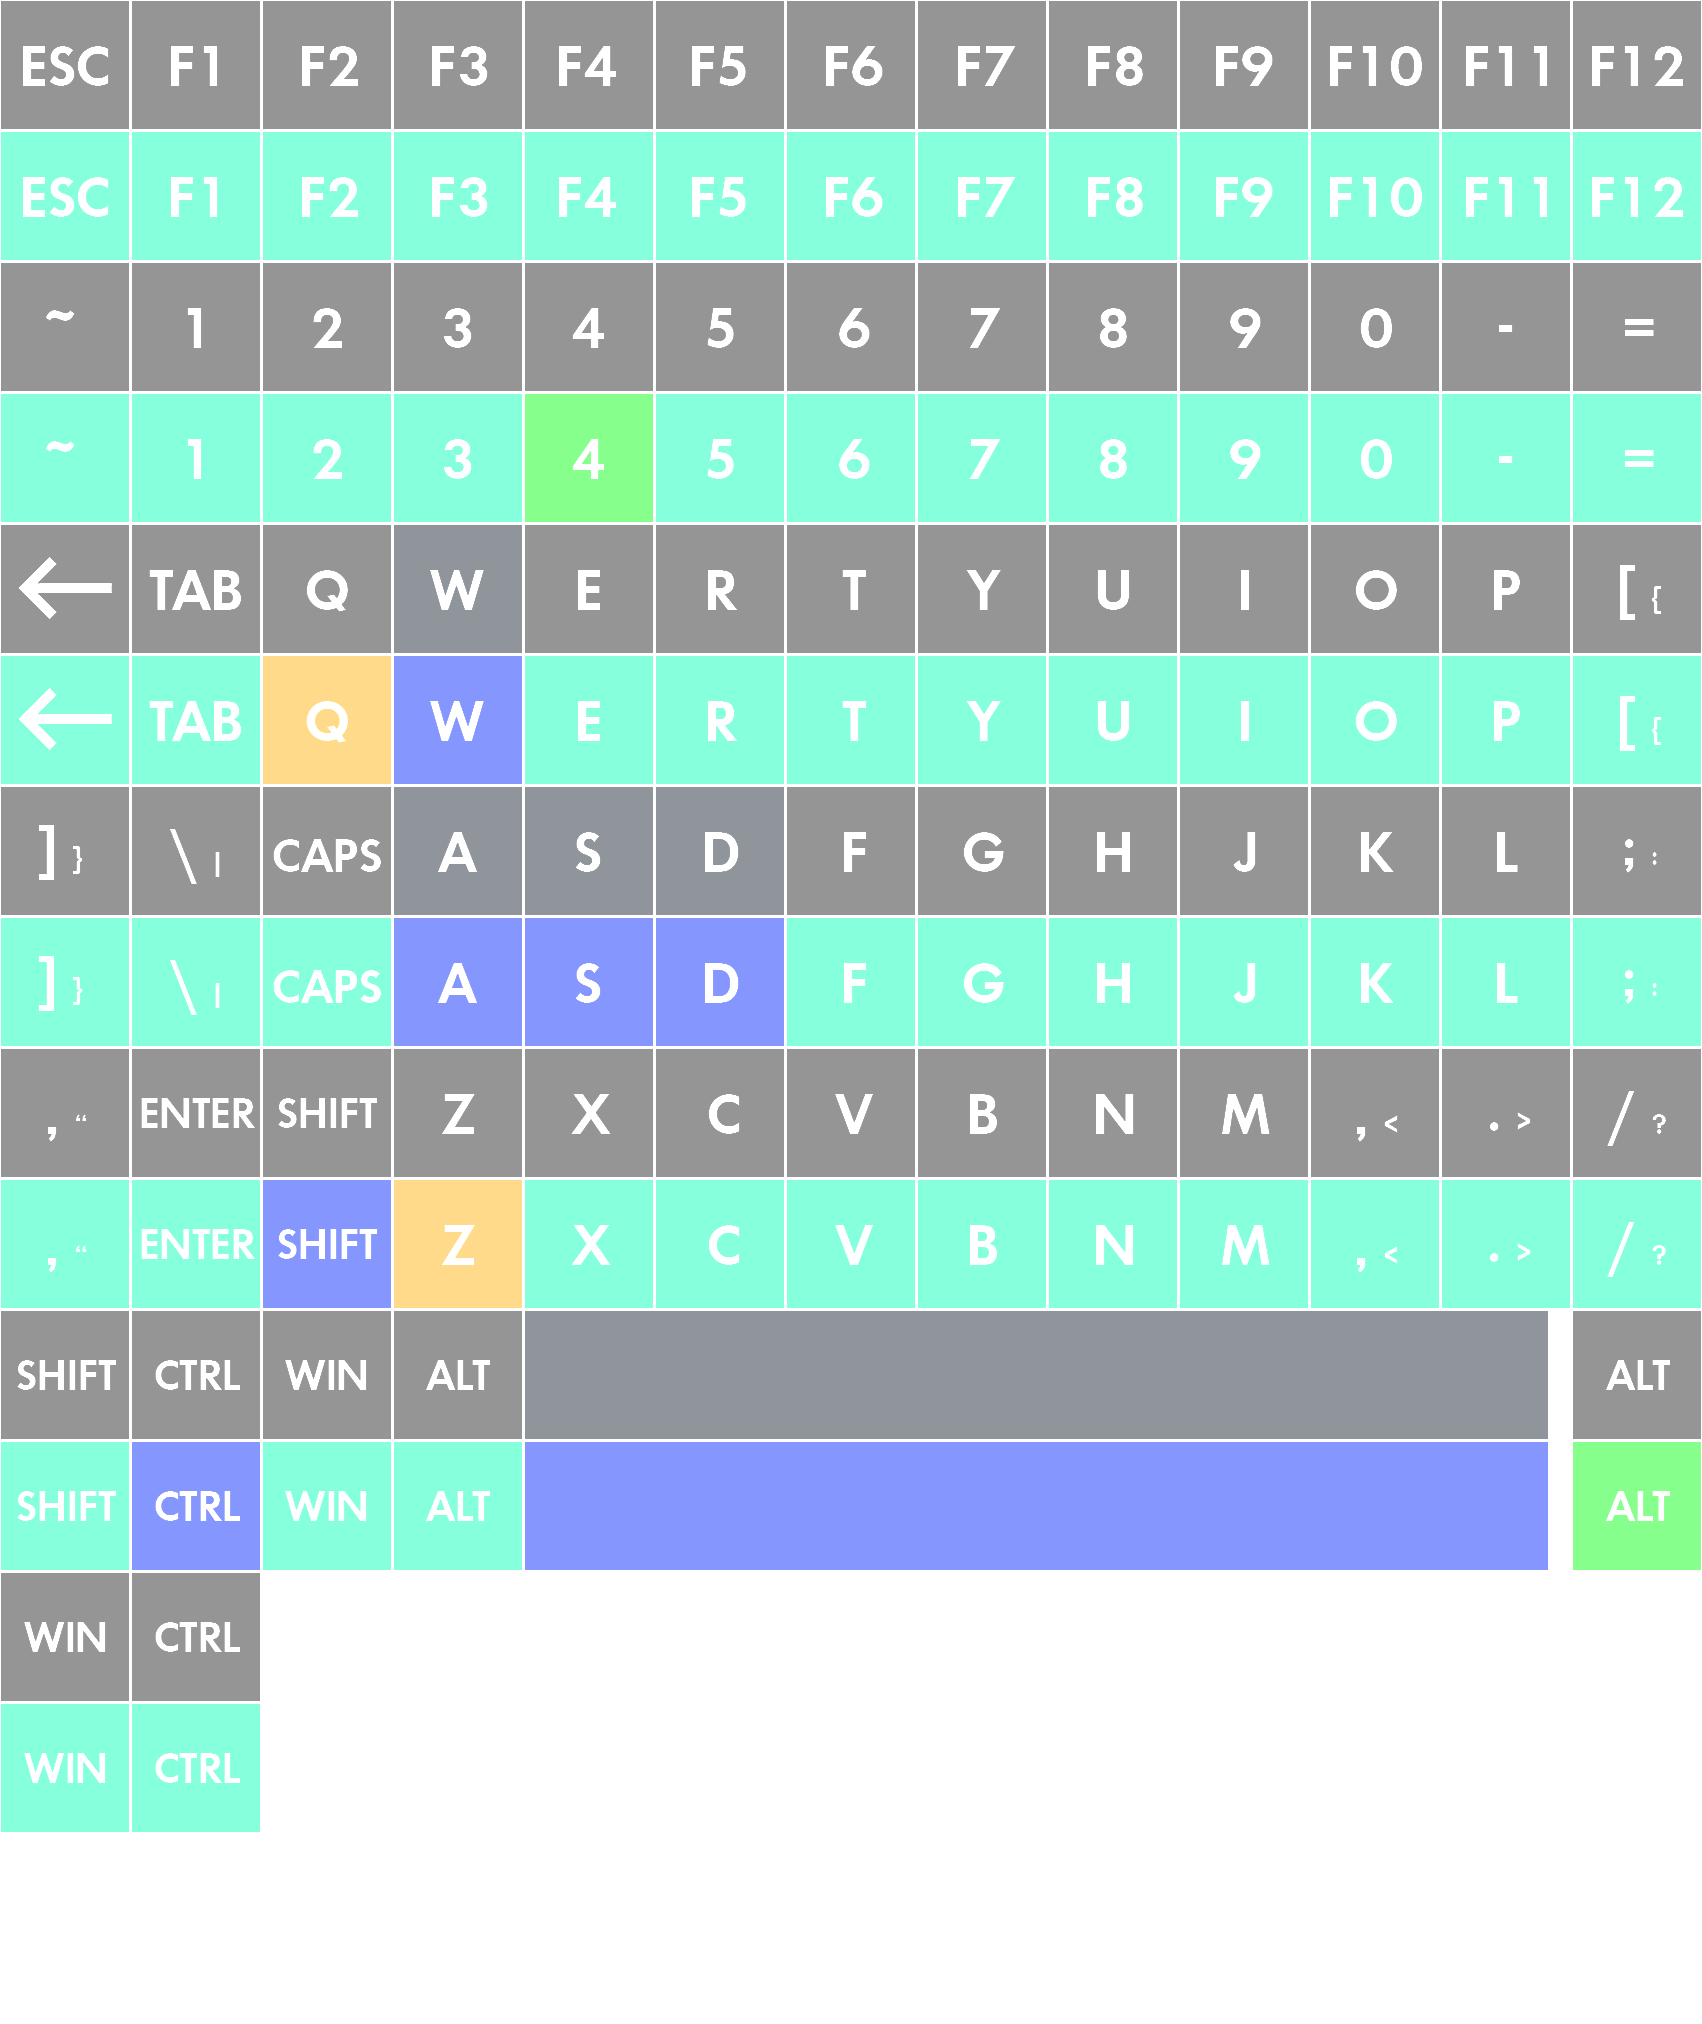 ESC F1 F2 F3 F4 F5 F6 F7 F8 F9 F10 F11 F12
ESC F1 F2 F3 F4 F5 F6 F7 F8 F9 F10 F11 F12
~ 1 2 3 4 5 6 7 8 9 0 - =
~ 1 2 3 4 5 6 7 8 9 0 - =
← TAB Q W E R T Y U I O P [ {
← TAB Q W E R T Y U I O P [ {
] } \ | CAPS A S D F G H J K L ; :
] } \ | CAPS A S D F G H J K L ; :
, “ ENTER SHIFT Z X C V B N M , < . > / ?
, “ ENTER SHIFT Z X C V B N M , < . > / ?
SHIFT CTRL WIN ALT ALT
SHIFT CTRL WIN ALT ALT
WIN CTRL
WIN CTRL